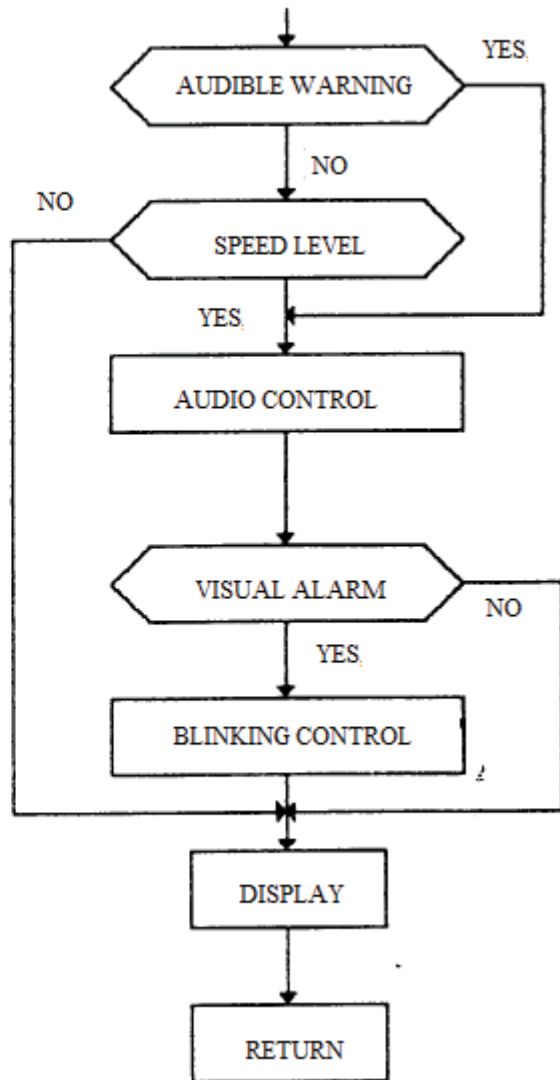 YES
AUDIBLE WARNING
NO
NO
SPEED LEVEL
YES
AUDIO CONTROL
VISUAL ALARM
NO
YES
BLINKING CONTROL
DISPLAY
RETURN